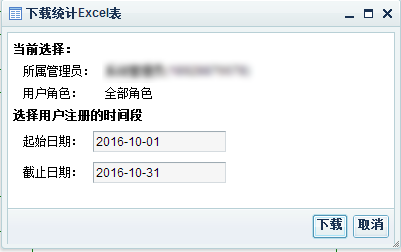 下载统计Excel表
当前选择：
所属管理员：
用户角色： 全部角色
选择用户注册的时间段
起始日期： 2016-10-01
截止日期： 2016-10-31
下载 取消